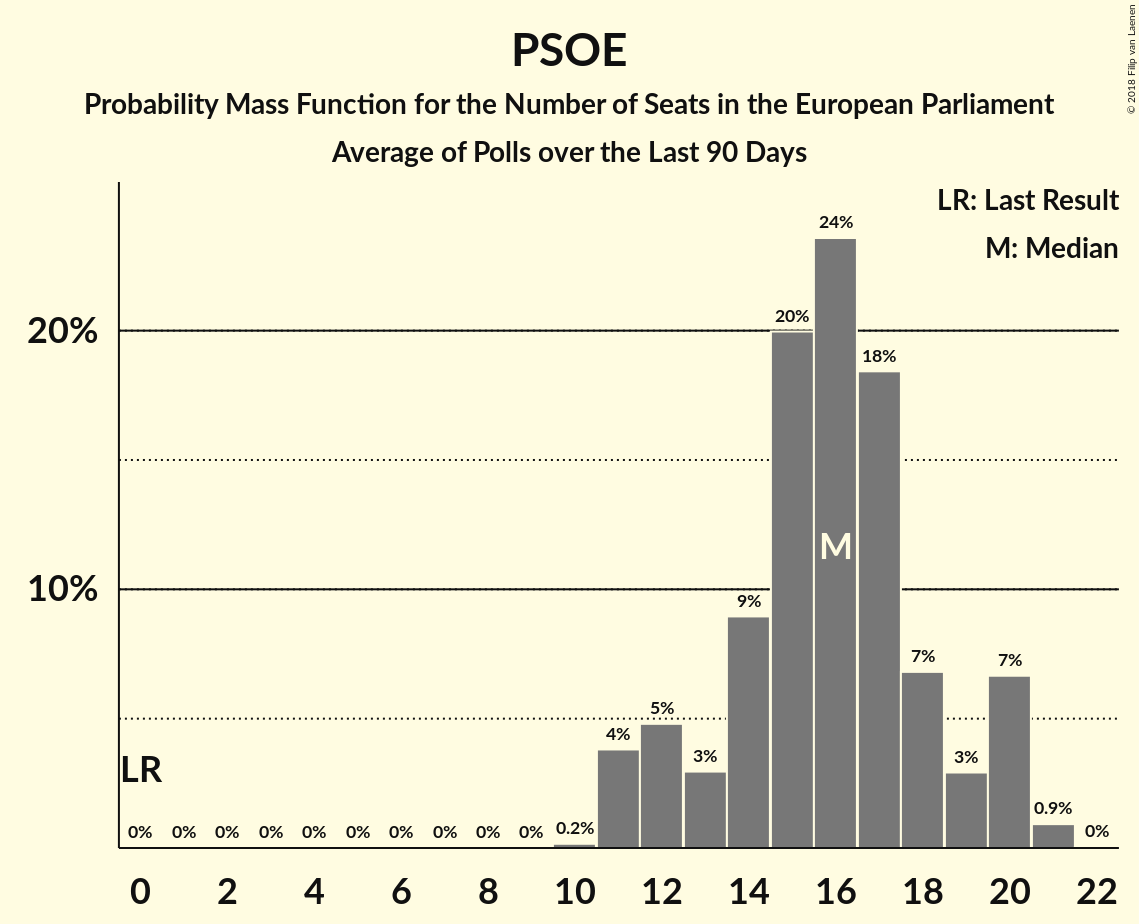 PSOE
Probability Mass Function for the Number of Seats in the European Parliament
Average of Polls over the Last 90 Days
© 2018 Filip van Laenen
LR: Last Result
M: Median
24%
20%
20%
18%
M
10%
9%
7%
7%
5%
4%
3%
3%
LR
0.9%
0% 0% 0% 0% 0% 0% 0% 0% 0% 0% 0.2% 0%
0 2 4 6 8 10 12 14 16 18 20 22